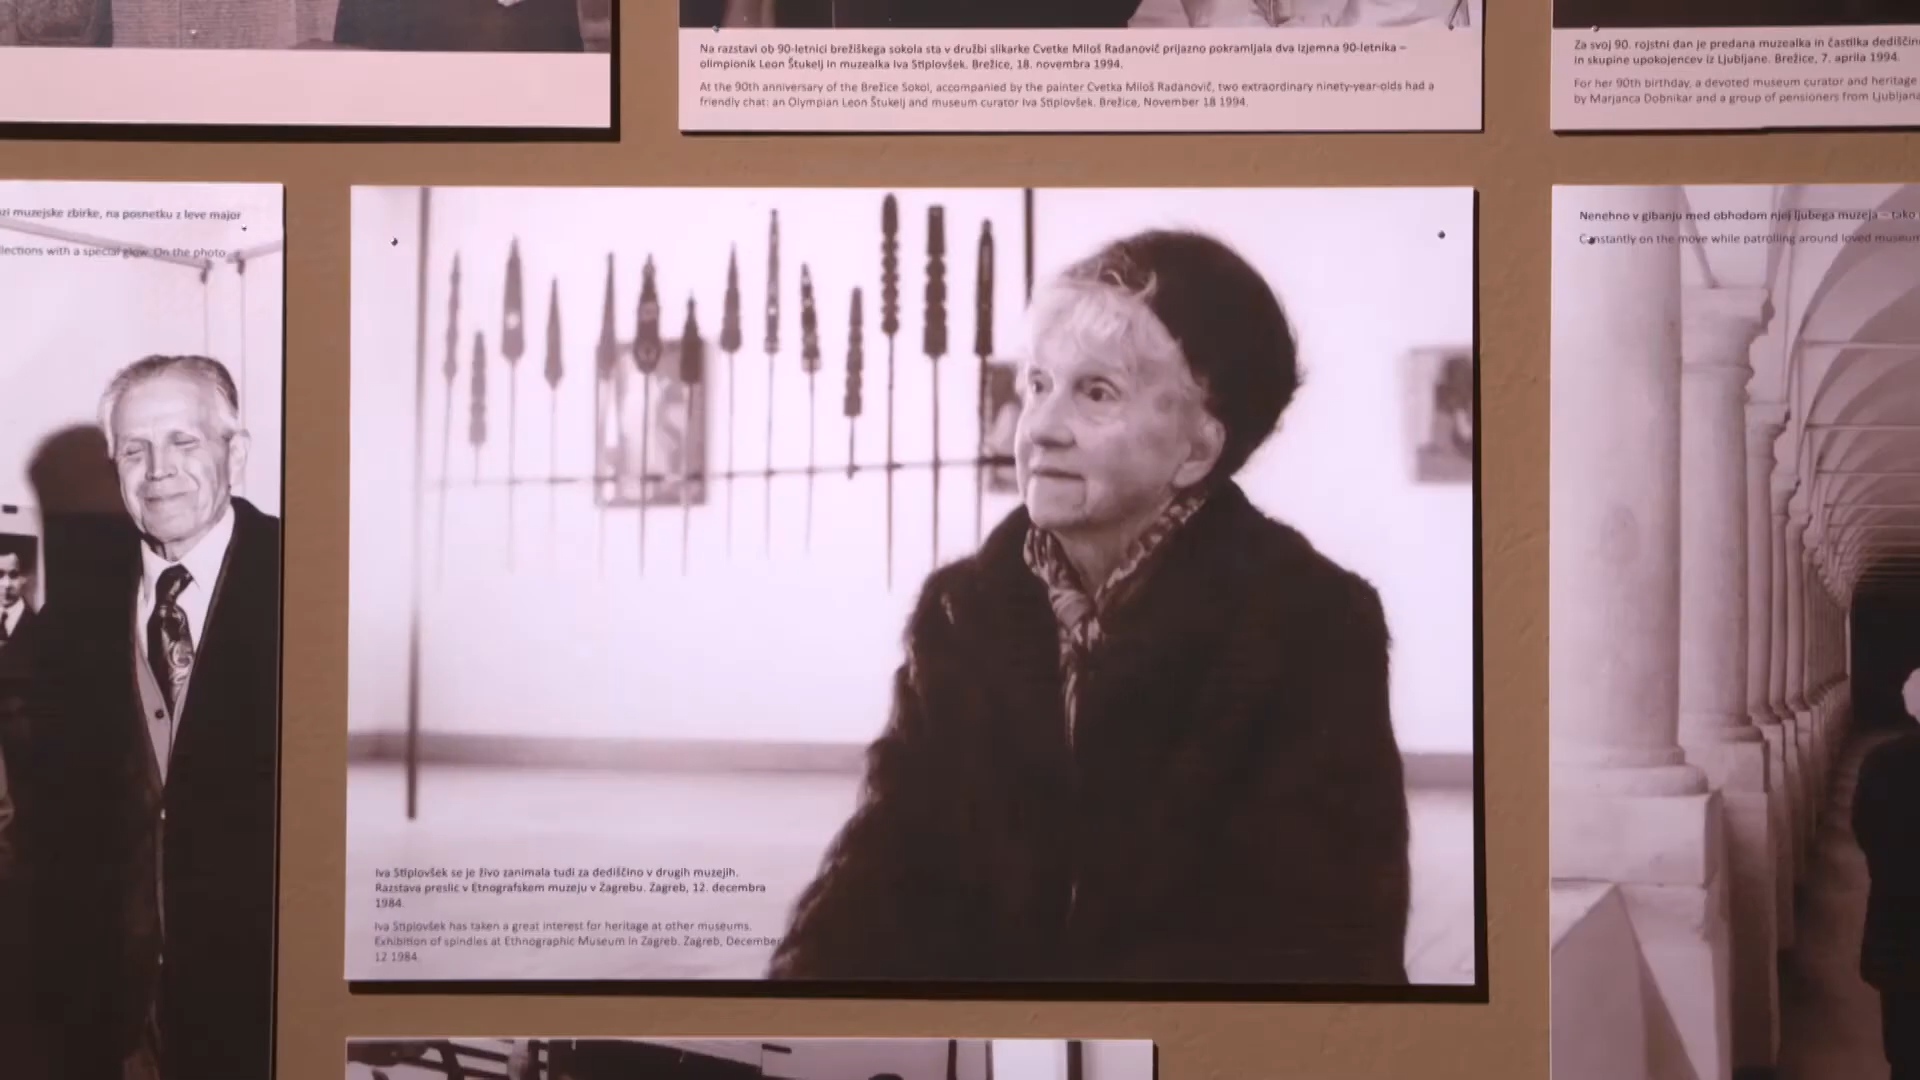 Na razstavi ob 90-letnici brežiškega sokola sta v družbi slikarke Cvetke Miloš Radanovič prijazno pokramljala dva izjemna 90-letnika –
olimpionik Leon Štukelj in muzealka Iva Stiplovšek. Brežice, 18. novembra 1994.
At the 90th anniversary of the Brežice Sokol, accompanied by the painter Cvetka Miloš Radanovič, two extraordinary ninety-year-olds had a
friendly chat: an Olympian Leon Štukelj and museum curator Iva Stiplovšek. Brežice, November 18 1994.
Za svoj 90. rojstni dan je predana muzealka in častilka
in skupine upokojencev iz Ljubljane. Brežice, 7. aprila 1994.
For her 90th birthday, a devoted museum curator and heritage
by Marjanca Dobnikar and a group of pensioners from
muzejske zbirke, na posnetku z leve major
with a special glow. On the photo
Nenehno v gibanju med obhodom njej ljubega muzeja – tako
Constantly on the move while patrolling around loved
Iva Stiplovšek se je živo zanimala tudi za dediščino v drugih muzejih.
Razstava preslic v Etnografskem muzeju v Zagrebu. Zagreb, 12. decembra
1984.
Iva Stiplovšek has taken a great interest for heritage at other museums.
Exhibition of spindles at Ethnographic Museum in Zagreb. Zagreb, December
12 1984.